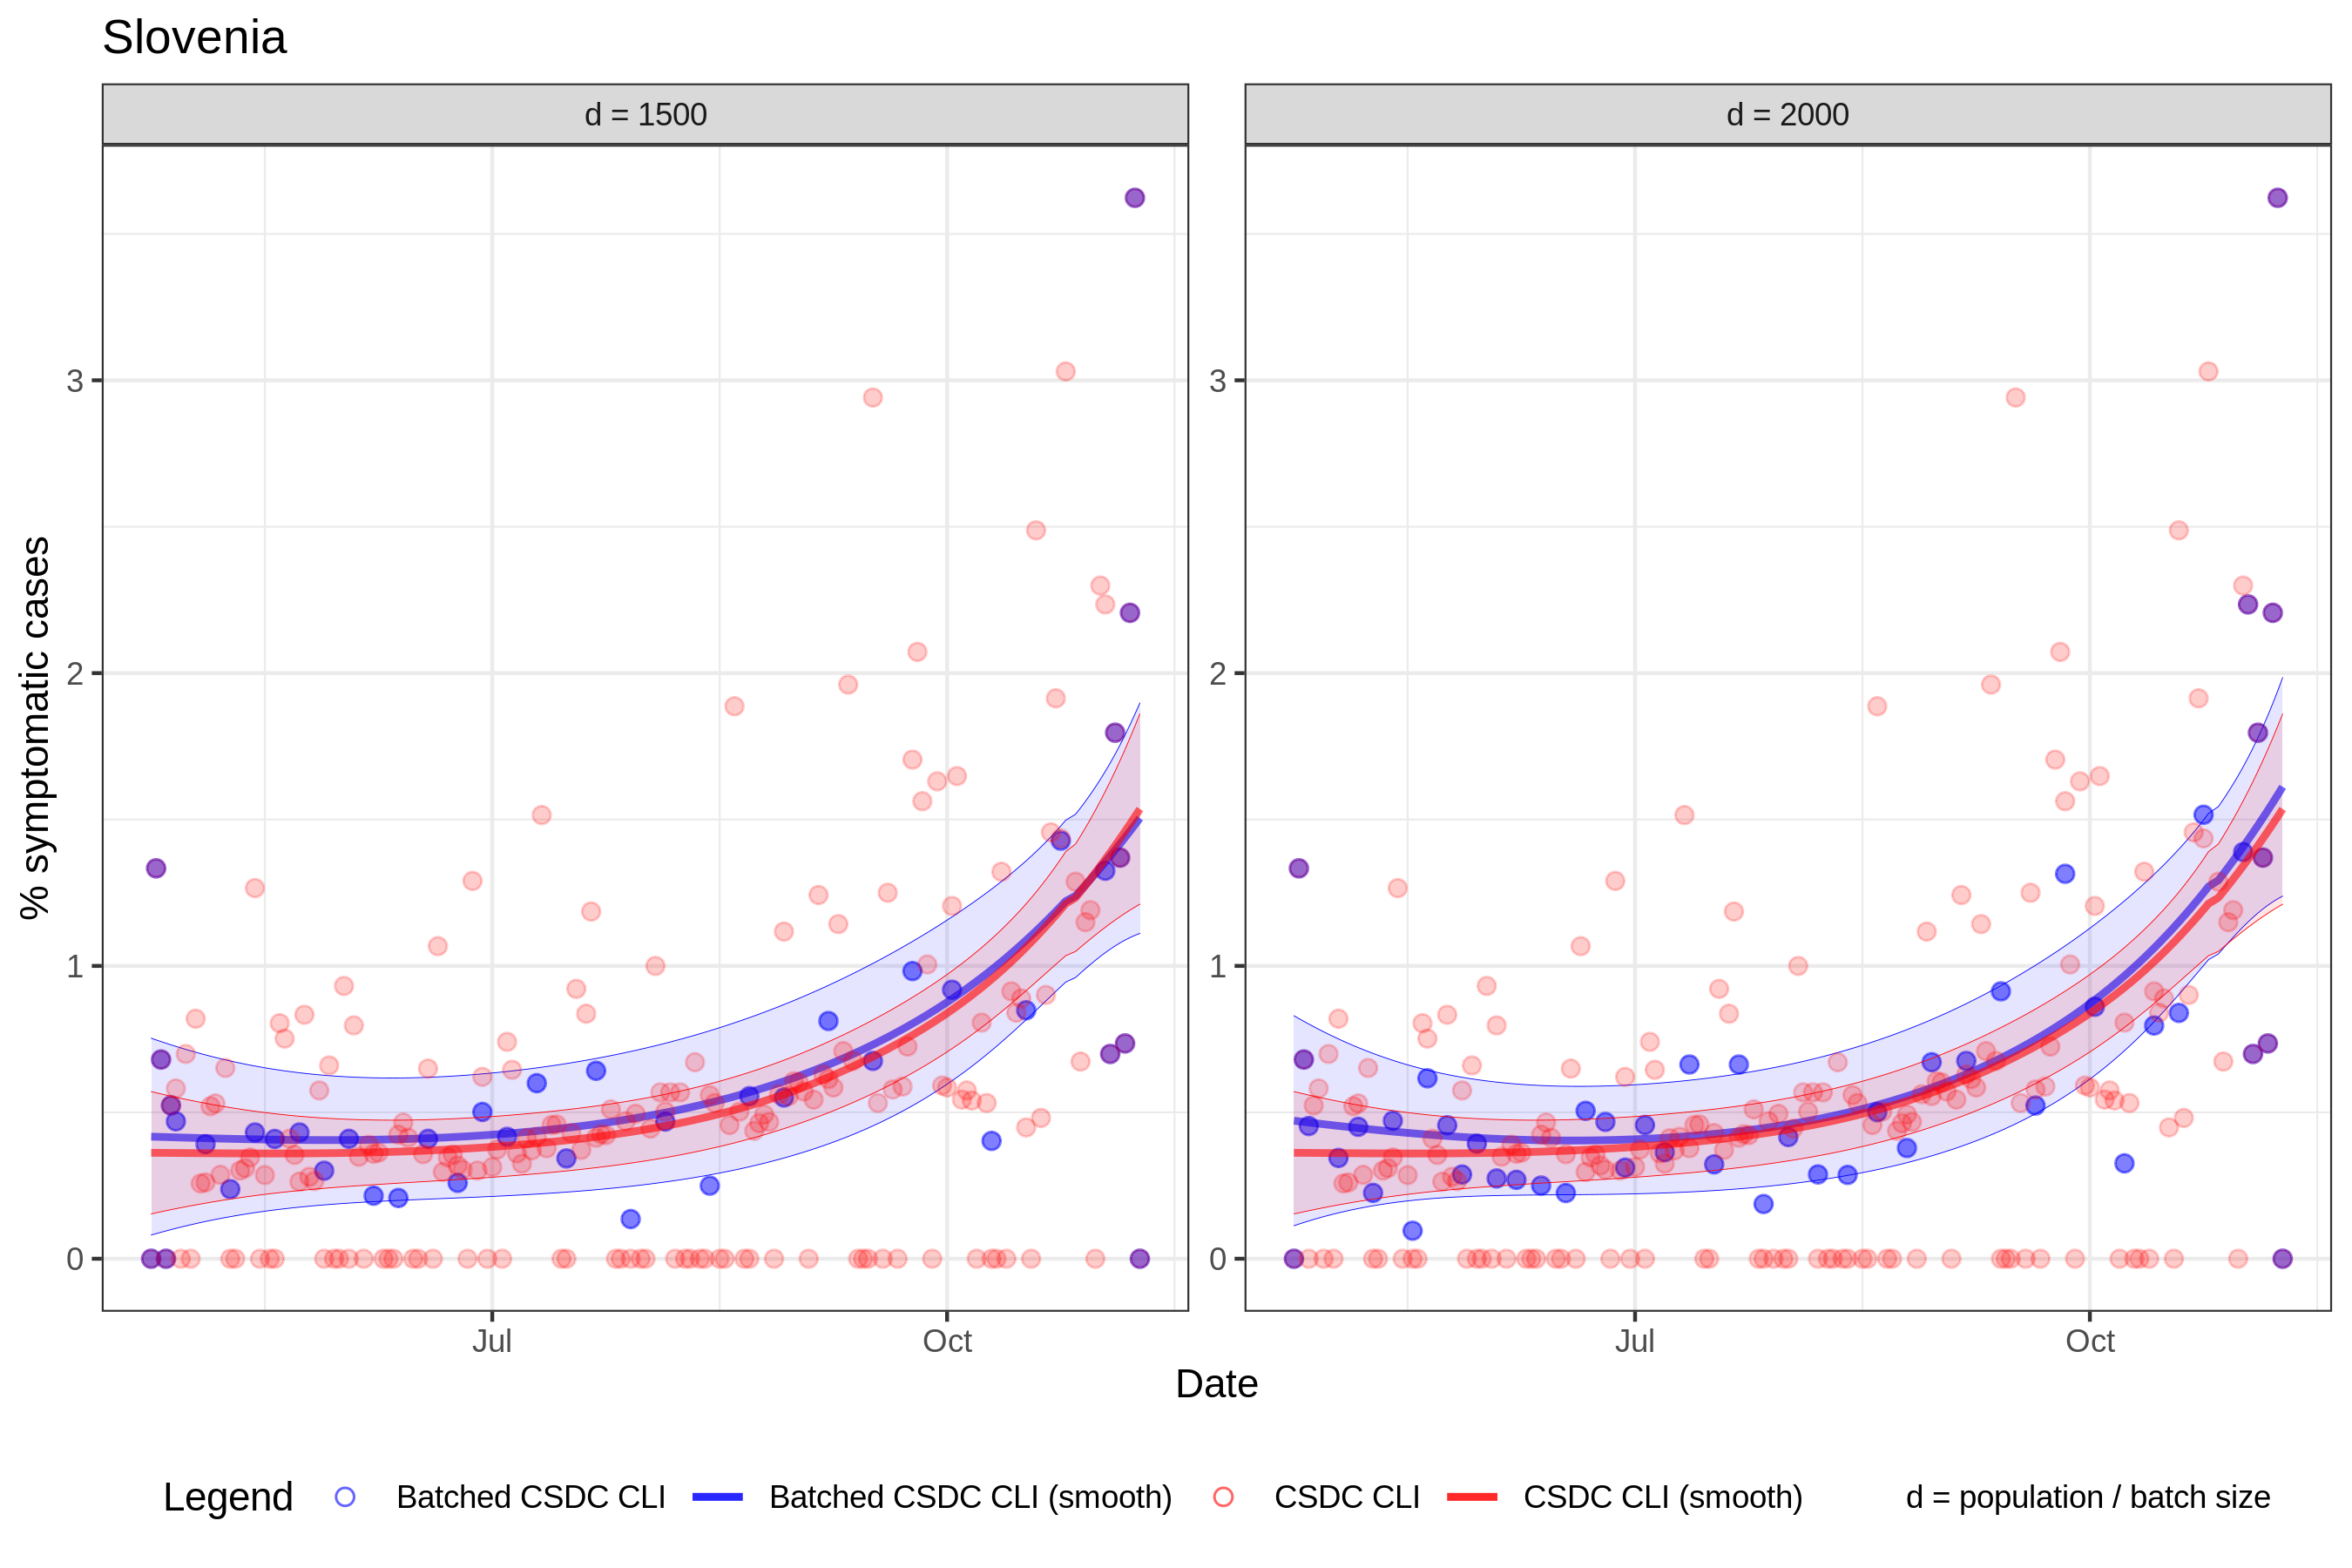 Slovenia
d = 1500
d = 2000
% symptomatic cases
3
2
1
0
3
2
1
0
Jul
Oct
Jul
Oct
Date
Legend
Batched CSDC CLI
Batched CSDC CLI (smooth)
CSDC CLI
CSDC CLI (smooth)
d = population / batch size